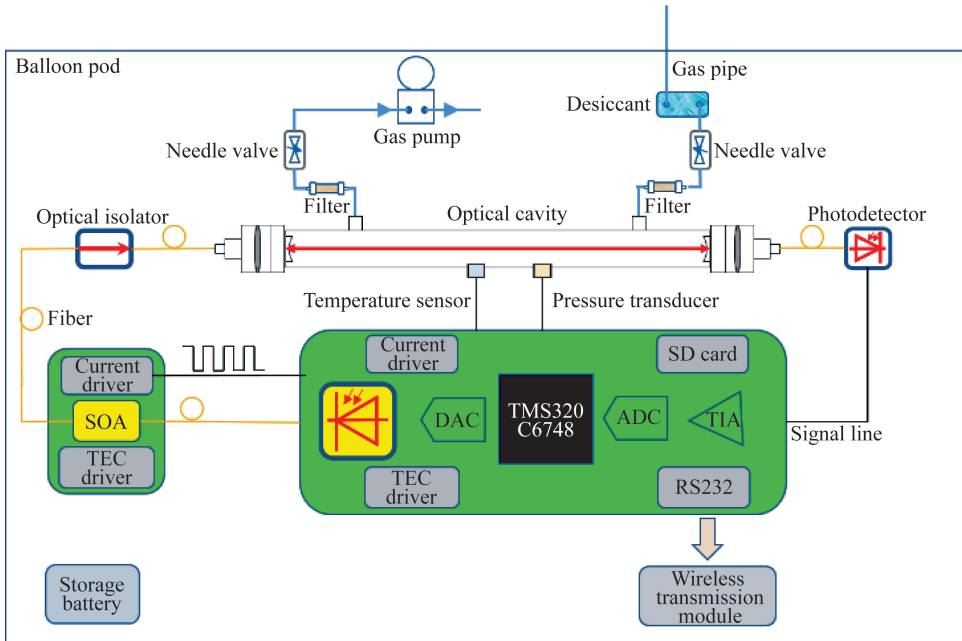 Balloon pod
Gas pipe
Desiccant
Gas pump
Needle valve
Needle valve
Filter
Filter
Optical isolator
Optical cavity
Photodetector
Temperature sensor
Pressure transducer
Fiber
Current
driver
SOA
TEC
driver
Current
driver
SD card
DAC
TMS320
C6748
ADC
TIA
Signal line
TEC
driver
RS232
Storage
battery
Wireless
transmission
module